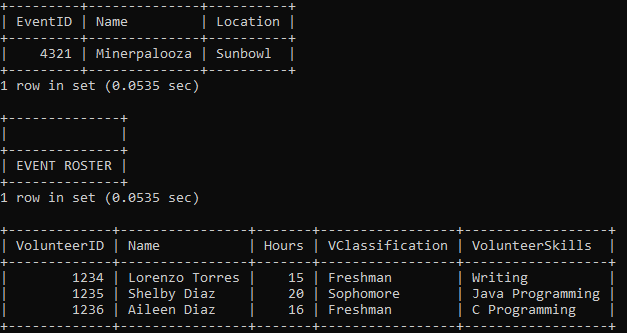 +---------+--------------+----------+
| EventID | Name         | Location |
+---------+--------------+----------+
|    4321 | Minerpalooza | Sunbowl  |
+---------+--------------+----------+
1 row in set (0.0535 sec)
+--------------+
|              |
+--------------+
| EVENT ROSTER |
+--------------+
1 row in set (0.0535 sec)
+-------------+----------------+-------+-----------------+------------------+
| VolunteerID | Name           | Hours | VClassification | VolunteerSkills  |
+-------------+----------------+-------+-----------------+------------------+
|        1234 | Lorenzo Torres |    15 | Freshman        | Writing          |
|        1235 | Shelby Diaz    |    20 | Sophomore       | Java Programming |
|        1236 | Aileen Diaz    |    16 | Freshman        | C Programming    |
+-------------+----------------+-------+-----------------+------------------+